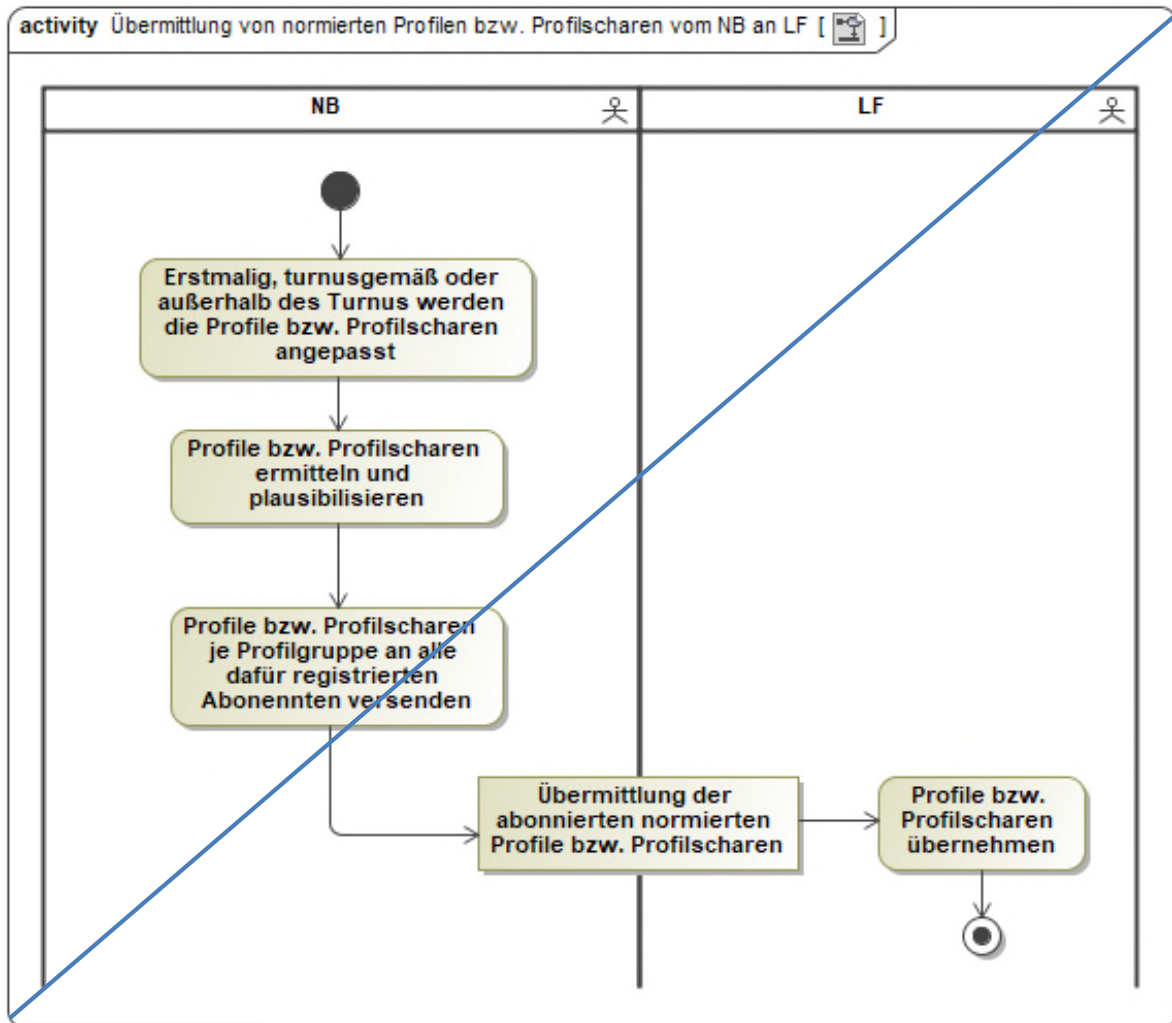 activity Übermittlung von normierten Profilen bzw. Profilscharen vom NB an LF [ ]
NB
LF
Erstmalig, turnusgemäß oder
außerhalb des Turnus werden
die Profile bzw. Profilscharen
angepasst
Profile bzw. Profilscharen
ermitteln und
plausibilisieren
Profile bzw. Profilscharen
je Profilgruppe an alle
dafür registrierten
Abonennten versenden
Übermittlung der
abonnierten normierten
Profile bzw. Profilscharen
Profile bzw.
Profilscharen
übernehmen